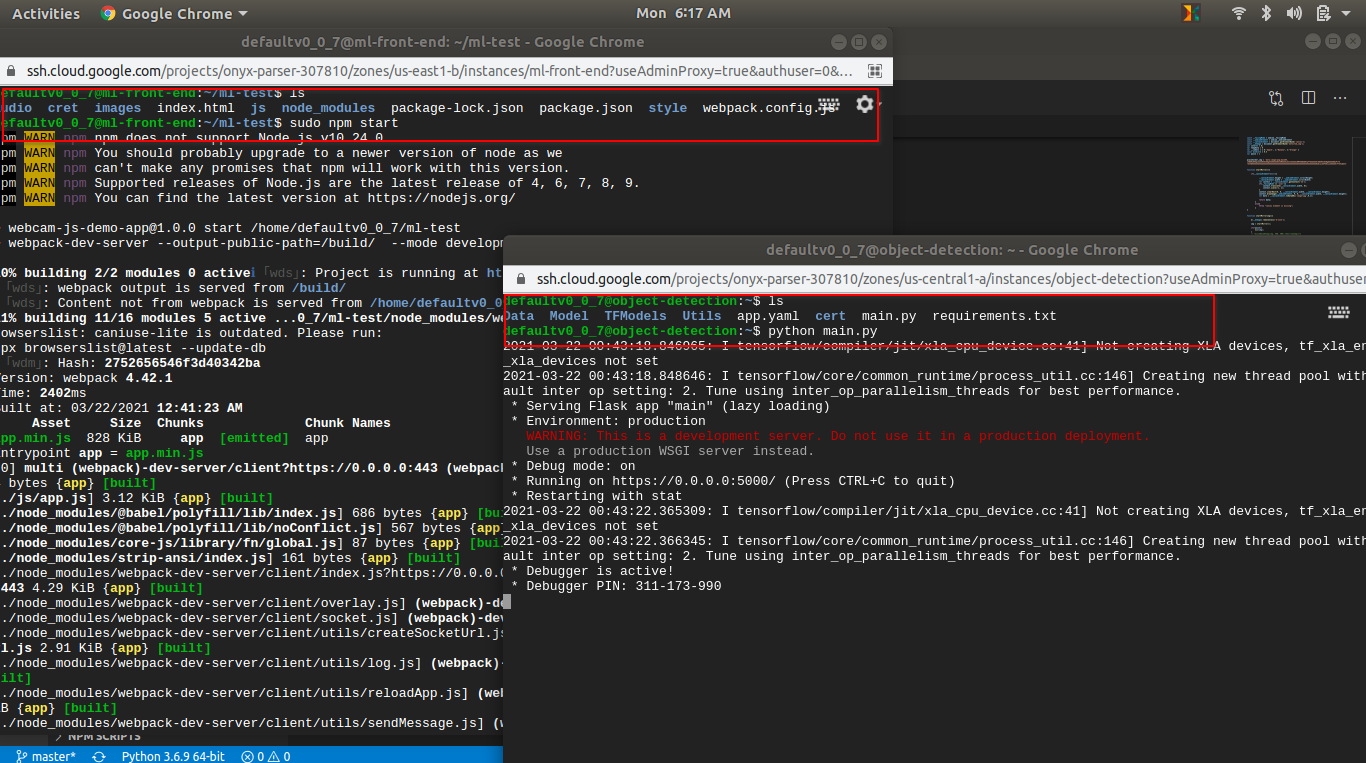 Activities Google Chrome Mon 6:17 AM
defaultv0_0_7@ml-front-end: ~/ml-test - Google Chrome
ssh.cloud.google.com/projects/onyx-parser-307810/zones/us-east1-b/instances/ml-front-end?useAdminProxy=true&authuser=0&...
efaultv0_0_7@ml-front-end:~/ml-test$ ls
udio cret images index.html js node_modules package-lock.json package.json style webpack.config.js
efaultv0_0_7@ml-front-end:~/ml-test$ sudo npm start
pm WARN npm npm does not support Node.js v10.24.0
pm WARN npm You should probably upgrade to a newer version of node as we
pm WARN npm can't make any promises that npm will work with this version.
pm WARN npm Supported releases of Node.js are the latest release of 4, 6, 7, 8, 9.
pm WARN npm You can find the latest version at https://nodejs.org/
webcam-js-demo-app@1.0.0 start /home/defaultv0_0_7/ml-test
webpack-dev-server --output-public-path=/build/ --mode developm
10% building 2/2 modules 0 activeℹ 「wds」: Project is running at ht
「wds」: webpack output is served from /build/
「wds」: Content not from webpack is served from /home/defaultv0_0
11% building 11/16 modules 5 active ...0_7/ml-test/node_modules/we
rowserslist: caniuse-lite is outdated. Please run:
px browserslist@latest --update-db
「wdm」: Hash: 2752656546f3d40342ba
ersion: webpack 4.42.1
ime: 2402ms
uilt at: 03/22/2021 12:41:23 AM
Asset Size Chunks Chunk Names
app.min.js 828 KiB app [emitted] app
ntrypoint app = app.min.js
0] multi (webpack)-dev-server/client?https://0.0.0.0:443 (webpac
bytes {app} [built]
./js/app.js] 3.12 KiB {app} [built]
./node_modules/@babel/polyfill/lib/index.js] 686 bytes {app} [bu
./node_modules/@babel/polyfill/lib/noConflict.js] 567 bytes {app
./node_modules/core-js/library/fn/global.js] 87 bytes {app} [bui
./node_modules/strip-ansi/index.js] 161 bytes {app} [built]
./node_modules/webpack-dev-server/client/index.js?https://0.0.0.0
443 4.29 KiB {app} [built]
./node_modules/webpack-dev-server/client/overlay.js] (webpack)-de
./node_modules/webpack-dev-server/client/socket.js] (webpack)-dev
./node_modules/webpack-dev-server/client/utils/createSocketUrl.js
l.js 2.91 KiB {app} [built]
./node_modules/webpack-dev-server/client/utils/log.js] (webpack)-
ilt]
./node_modules/webpack-dev-server/client/utils/reloadApp.js] (web
B {app} [built]
./node_modules/webpack-dev-server/client/utils/sendMessage.js] (w
NPM SCRIPTS
master* Python 3.6.9 64-bit 0 0
defaultv0_0_7@object-detection: ~ - Google Chrome
ssh.cloud.google.com/projects/onyx-parser-307810/zones/us-central1-a/instances/object-detection?useAdminProxy=true&authuser
defaultv0_0_7@object-detection:~$ ls
Data Model TFModels Utils app.yaml cert main.py requirements.txt
defaultv0_0_7@object-detection:~$ python main.py
2021-03-22 00:43:18.846965: I tensorflow/compiler/jit/xla_cpu_device.cc:41] Not creating XLA devices, tf_xla_en
_xla_devices not set
2021-03-22 00:43:18.848646: I tensorflow/core/common_runtime/process_util.cc:146] Creating new thread pool with
ault inter op setting: 2. Tune using inter_op_parallelism_threads for best performance.
* Serving Flask app "main" (lazy loading)
* Environment: production
WARNING: This is a development server. Do not use it in a production deployment.
Use a production WSGI server instead.
* Debug mode: on
* Running on https://0.0.0.0:5000/ (Press CTRL+C to quit)
* Restarting with stat
2021-03-22 00:43:22.365309: I tensorflow/compiler/jit/xla_cpu_device.cc:41] Not creating XLA devices, tf_xla_en
_xla_devices not set
2021-03-22 00:43:22.366345: I tensorflow/core/common_runtime/process_util.cc:146] Creating new thread pool with
ault inter op setting: 2. Tune using inter_op_parallelism_threads for best performance.
* Debugger is active!
* Debugger PIN: 311-173-990